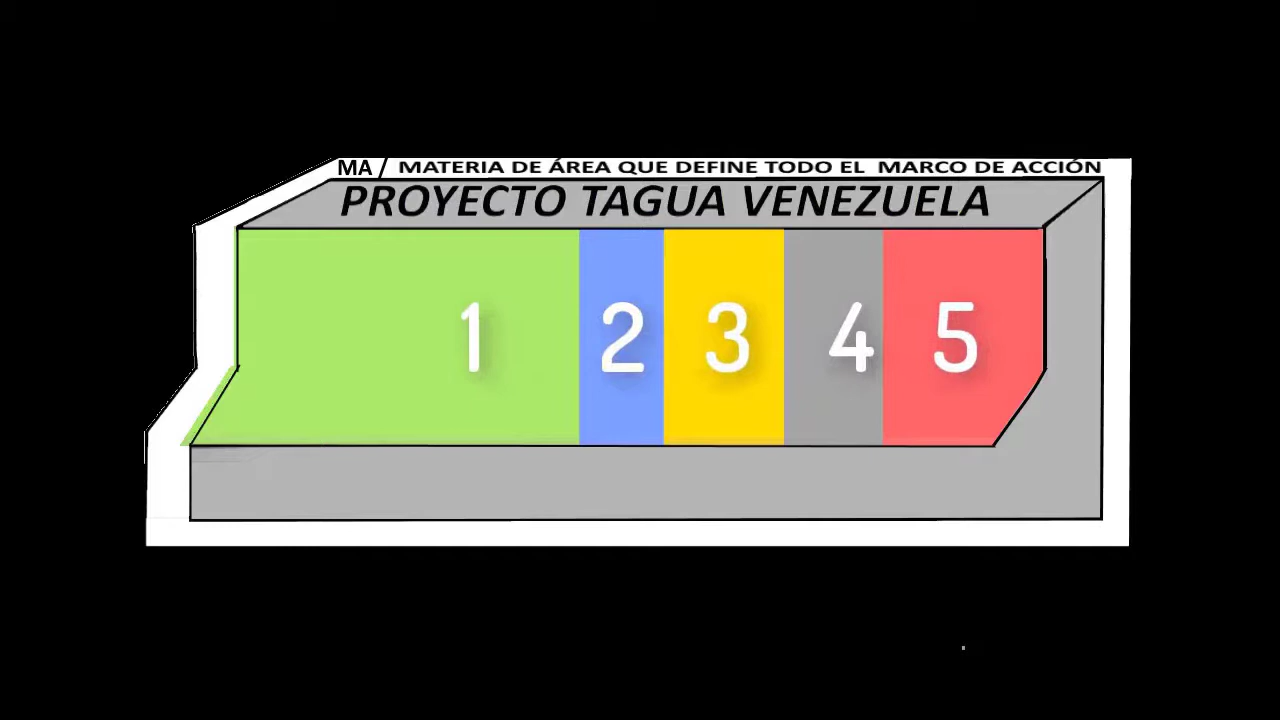 MA / MATERIA DE ÁREA QUE DEFINE TODO EL MARCO DE ACCIÓN
PROYECTO TAGUA VENEZUELA
1 2 3 4 5